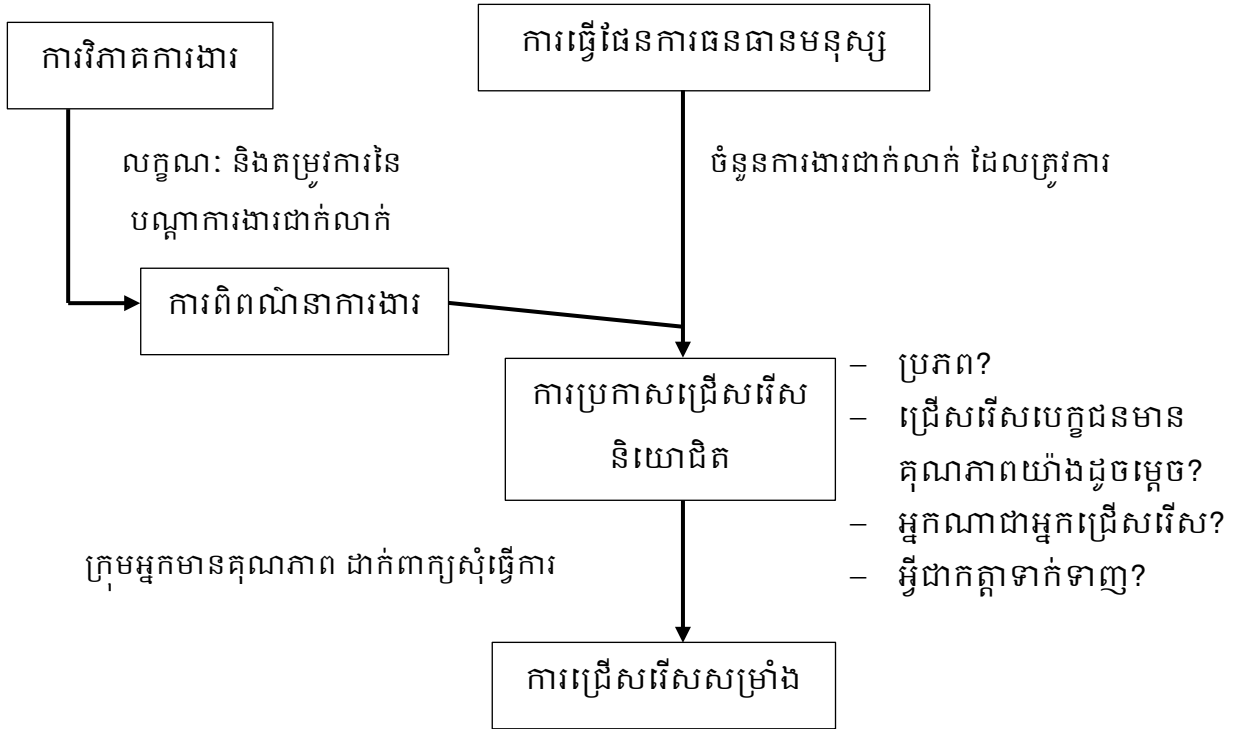 ការវិភាគការងារ
ការធ្វើផែនការធនធានមនុស្ស
លក្ខណៈ និងតម្រូវការនៃ
បណ្តាការងារជាក់លាក់
ចំនួនការងារជាក់លាក់ ដែលត្រូវការ
ការពិពណ៌នាការងារ
ការប្រកាសជ្រើសរើស
និយោជិត
– ប្រភព?
– ជ្រើសរើសបេក្ខជនមាន
គុណភាពយ៉ាងដូចម្តេច?
– អ្នកណាជាអ្នកជ្រើសរើស?
– អ្វីជាកត្តាទាក់ទាញ?
ក្រុមអ្នកមានគុណភាព ដាក់ពាក្យសុំធ្វើការ
ការជ្រើសរើសសម្រាំង